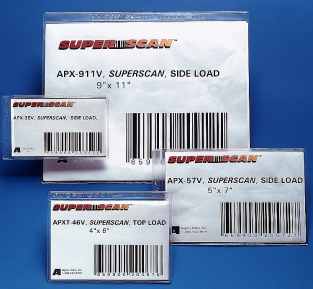 SUPERSCAN
APX-911V, SUPERSCAN, SIDE LOAD
9"x 11"
SUPERSCAN
APX-35V, SUPERSCAN, SIDE LOAD,
SUPERSCAN
APX-57V, SUPERSCAN, SIDE LOAD
5"x 7"
SUPERSCAN
APXT-46V, SUPERSCAN, TOP LOAD
4"x 6"